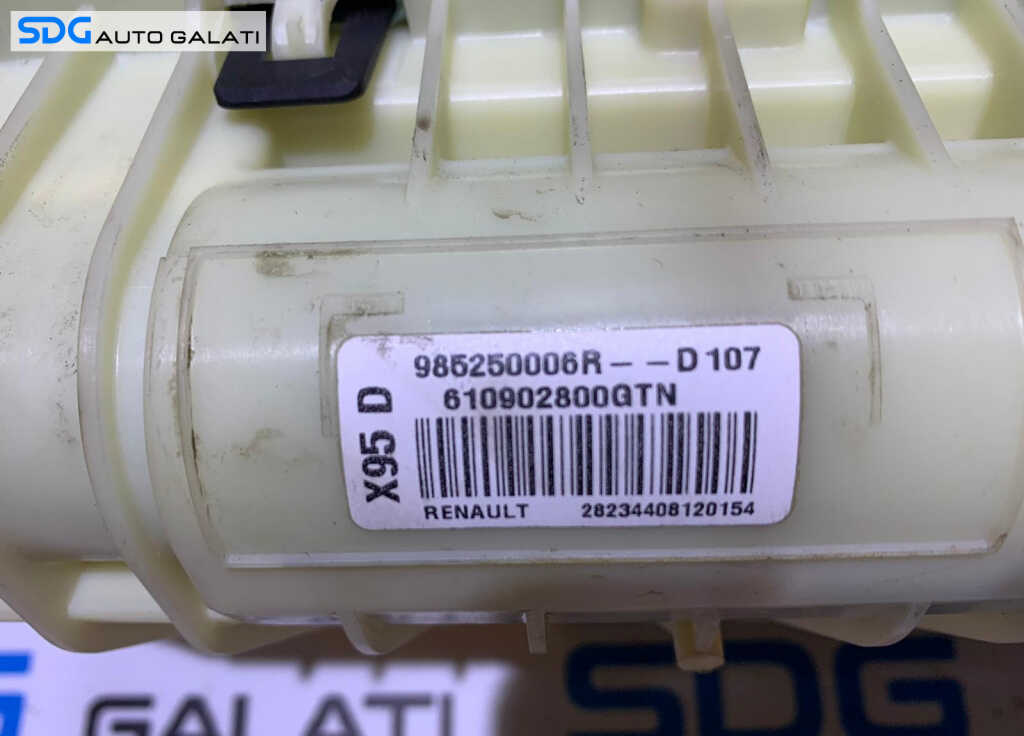 SDG AUTO GALATI
985250006R - - D 107
610902800GTN
X95 D
RENAULT 28234408120154
GALATI SDG